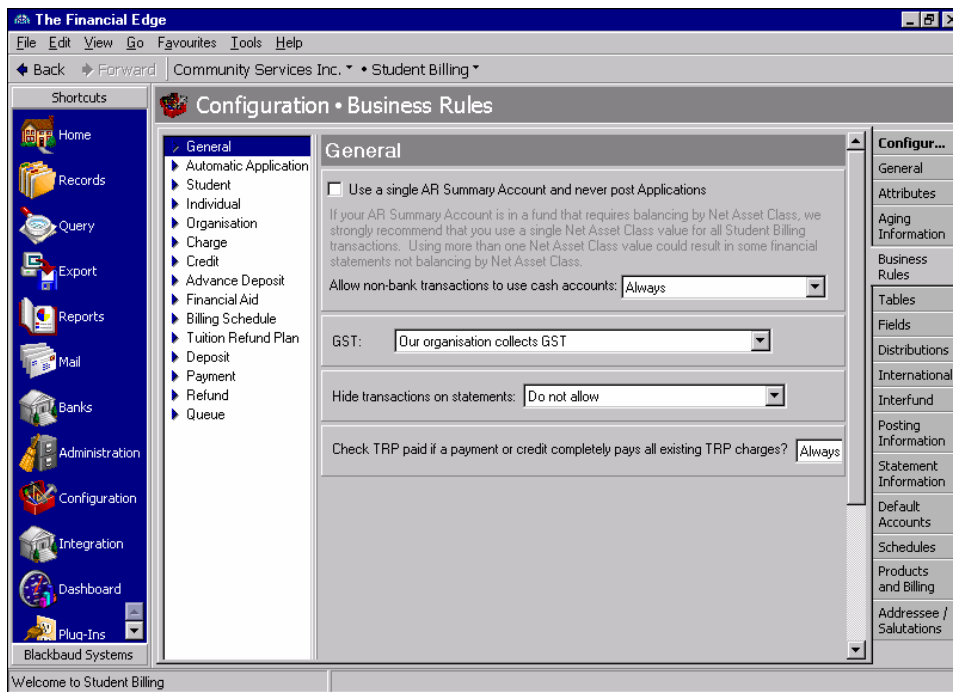 The Financial Edge
File Edit View Go Favourites Tools Help
Back Forward Community Services Inc. • Student Billing
Shortcuts
Home
Records
Query
Export
Reports
Mail
Banks
Administration
Configuration
Integration
Dashboard
Plug-Ins
Blackbaud Systems
Configuration • Business Rules
General
Automatic Application
Student
Individual
Organisation
Charge
Credit
Advance Deposit
Financial Aid
Billing Schedule
Tuition Refund Plan
Deposit
Payment
Refund
Queue
General
Use a single AR Summary Account and never post Applications
If your AR Summary Account is in a fund that requires balancing by Net Asset Class, we
strongly recommend that you use a single Net Asset Class value for all Student Billing
transactions. Using more than one Net Asset Class value could result in some financial
statements not balancing by Net Asset Class.
Allow non-bank transactions to use cash accounts: Always
GST: Our organisation collects GST
Hide transactions on statements: Do not allow
Check TRP paid if a payment or credit completely pays all existing TRP charges? Always
Configur...
General
Attributes
Aging
Information
Business
Rules
Tables
Fields
Distributions
International
Interfund
Posting
Information
Statement
Information
Default
Accounts
Schedules
Products
and Billing
Addressee /
Salutations
Welcome to Student Billing